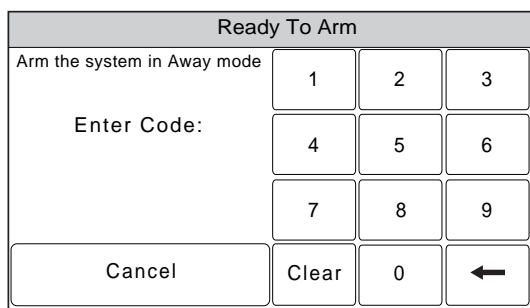 Ready To Arm
Arm the system in Away mode
1 2 3
Enter Code:
4 5 6
7 8 9
Cancel Clear 0